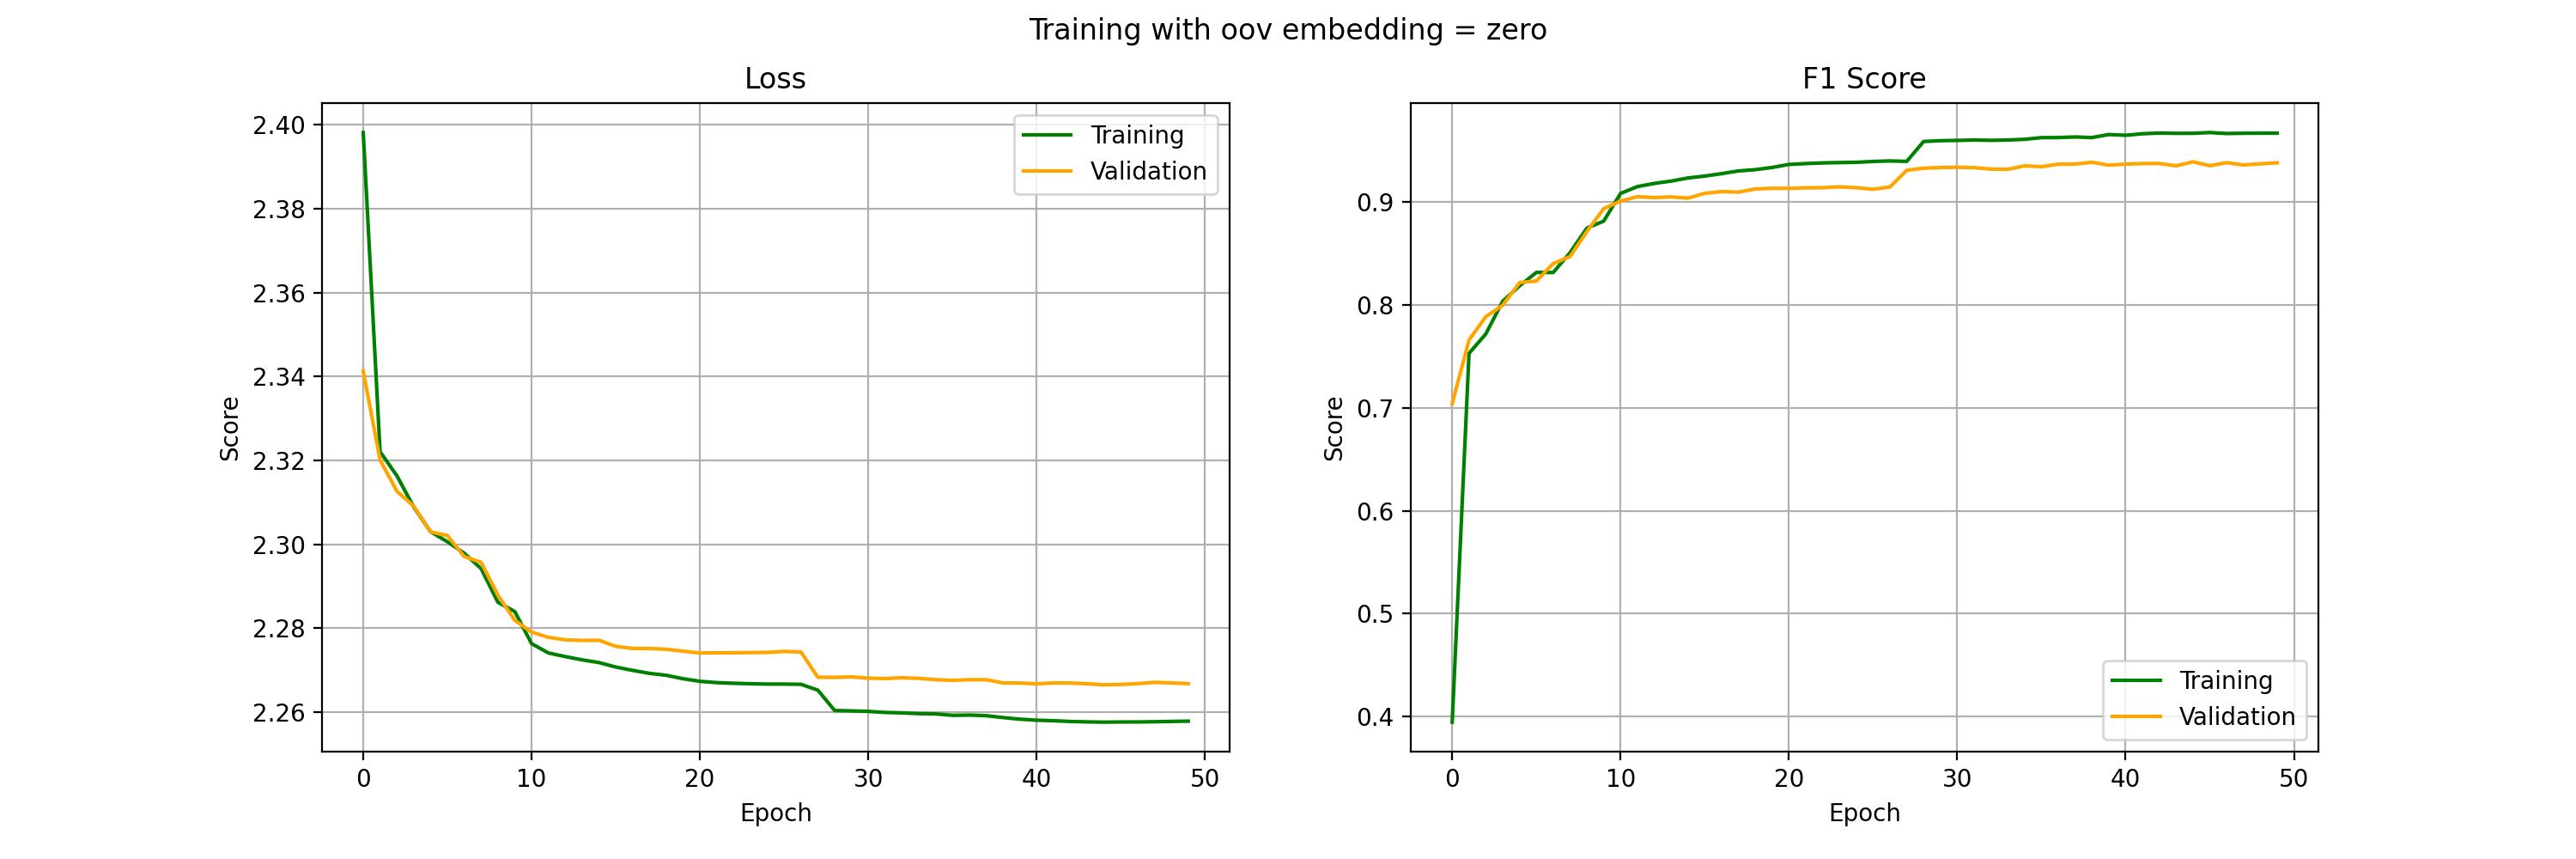 Training with oov embedding = zero
Loss
2.40
2.38
2.36
2.34
2.32
2.30
2.28
2.26
Score
0
10
20
30
40
50
Epoch
Training
Validation
F1 Score
0.9
0.8
0.7
0.6
0.5
0.4
Score
0
10
20
30
40
50
Epoch
Training
Validation